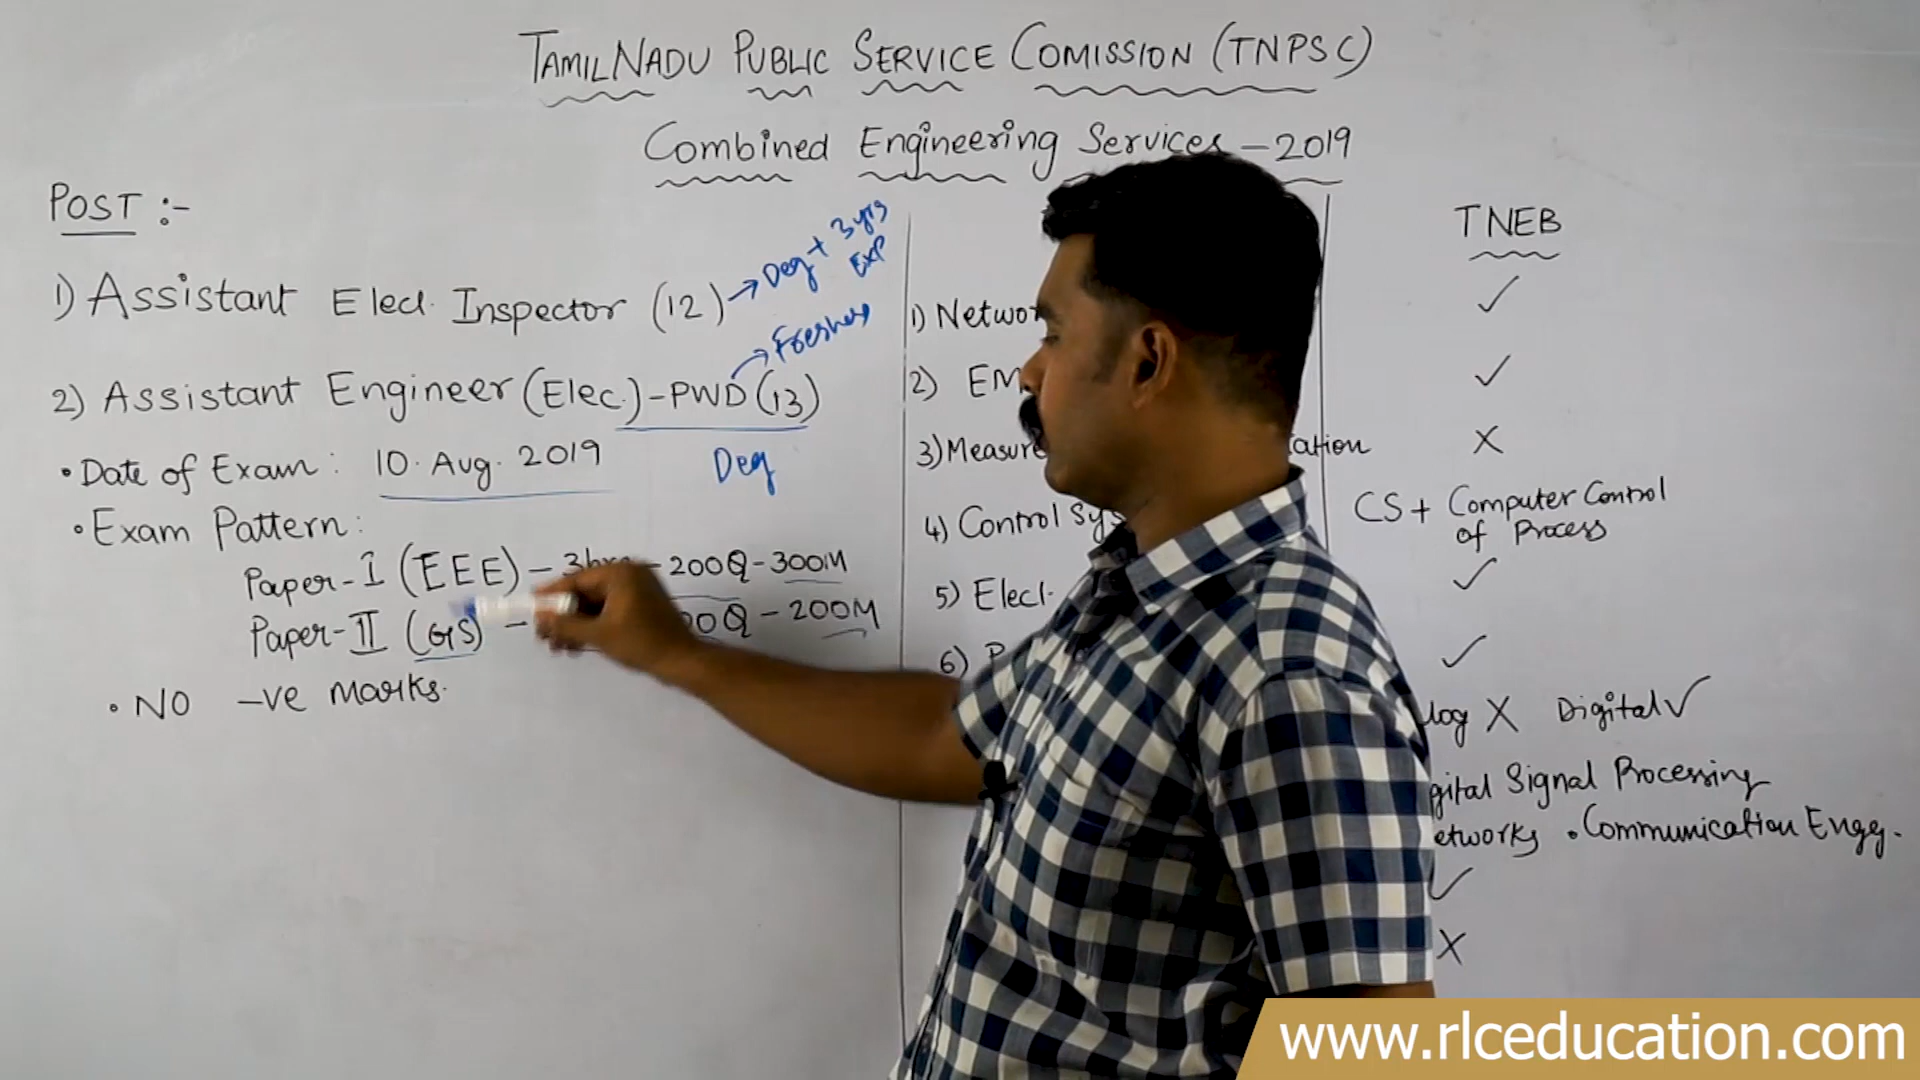 TAMILNADU PUBLIC SERVICE COMISSION (TNPSC)
Combined Engineering Services - 2019
POST :-
1) Assistant Elecl. Inspector (12) → Deg + 3 yrs Exp
→ Freshers
2) Assistant Engineer (Elec.) - PWD (13)
Deg
• Date of Exam : 10. Aug. 2019
• Exam Pattern :
Paper - I (EEE) - 3hrs - 200Q - 300M
Paper - II (GS) - 00Q - 200M
• NO -ve marks.
TNEB
1) Networ ✓
2) EM ✓
3) Measure ation X
4) Control Sys CS + Computer Control of Process
5) Elecl. ✓
6) P ✓
log X Digital ✓
gital Signal Processing
etworks • Communication Engg.
✓
X
www.rlceducation.com